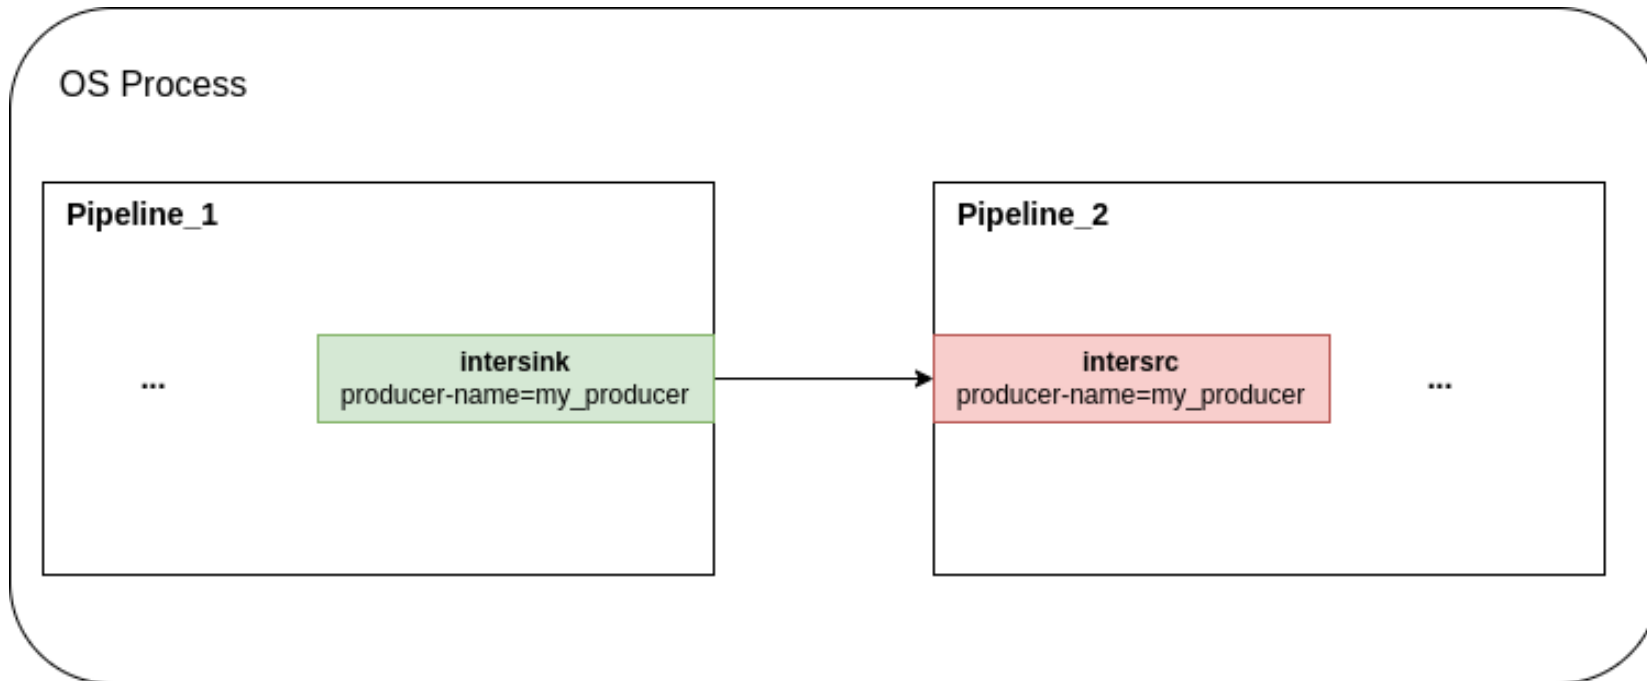 OS Process
Pipeline_1
Pipeline_2
...
intersink
producer-name=my_producer
intersrc
producer-name=my_producer
...